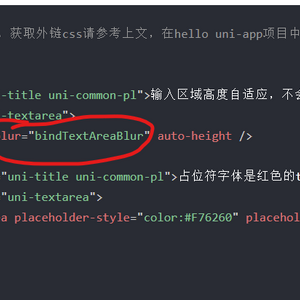 ，获取外链css请参考上文，在hello uni-app项目中
-title uni-common-pl">输入区域高度自适应，不会
-textarea">
lur="bindTextAreaBlur" auto-height />
"uni-title uni-common-pl">占位符字体是红色的t
"uni-textarea">
a placeholder-style="color:#F76260" placehol